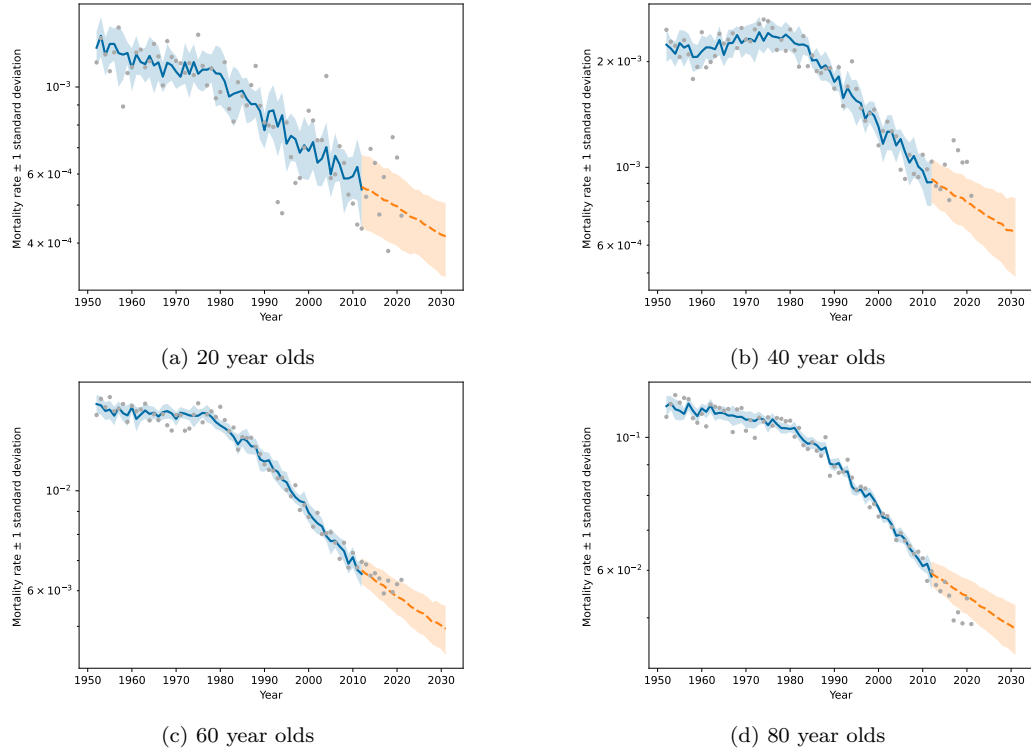 Mortality rate ± 1 standard deviation
10⁻³
6 × 10⁻⁴
4 × 10⁻⁴
1950 1960 1970 1980 1990 2000 2010 2020 2030
Year
(a) 20 year olds
Mortality rate ± 1 standard deviation
2 × 10⁻³
10⁻³
6 × 10⁻⁴
1950 1960 1970 1980 1990 2000 2010 2020 2030
Year
(b) 40 year olds
Mortality rate ± 1 standard deviation
10⁻²
6 × 10⁻³
1950 1960 1970 1980 1990 2000 2010 2020 2030
Year
(c) 60 year olds
Mortality rate ± 1 standard deviation
10⁻¹
6 × 10⁻²
1950 1960 1970 1980 1990 2000 2010 2020 2030
Year
(d) 80 year olds